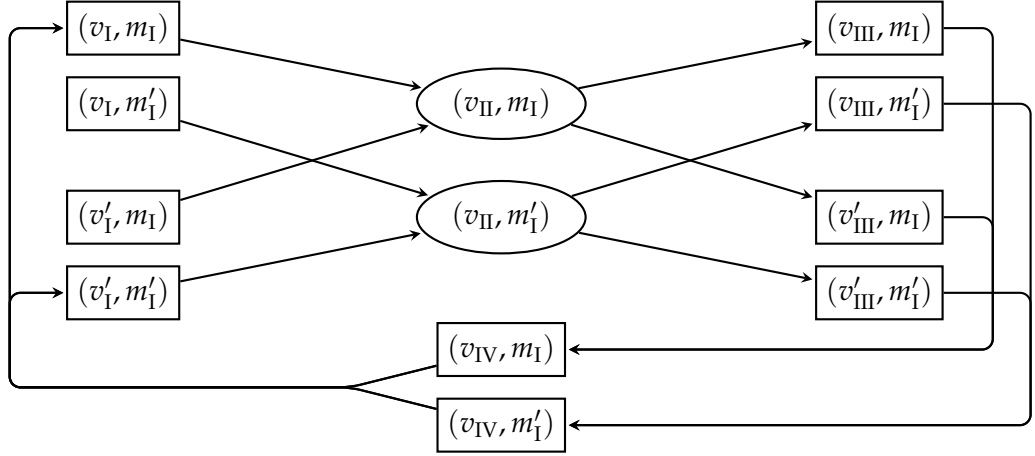 (v_I, m_I)
(v_I, m′_I)
(v′_I, m_I)
(v′_I, m′_I)
(v_II, m_I)
(v_II, m′_I)
(v_III, m_I)
(v_III, m′_I)
(v′_III, m_I)
(v′_III, m′_I)
(v_IV, m_I)
(v_IV, m′_I)